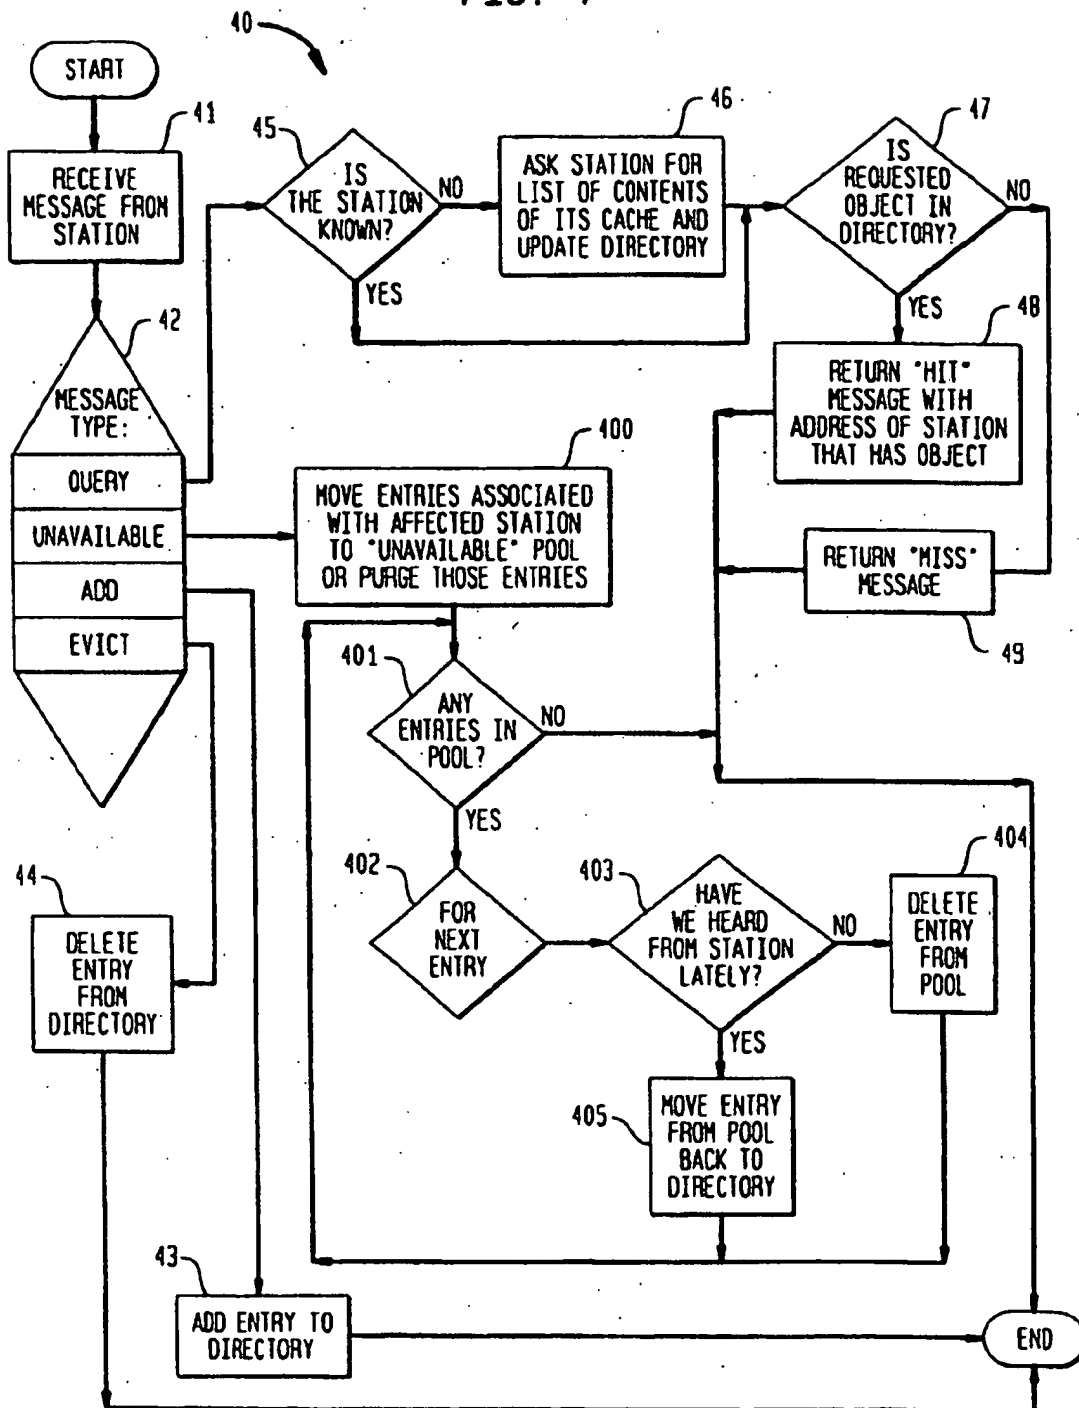 40
START
41
RECEIVE
MESSAGE FROM
STATION
42
MESSAGE
TYPE:
QUERY
UNAVAILABLE
ADD
EVICT
45
IS
THE STATION
KNOWN?
NO
YES
46
ASK STATION FOR
LIST OF CONTENTS
OF ITS CACHE AND
UPDATE DIRECTORY
47
IS
REQUESTED
OBJECT IN
DIRECTORY?
NO
YES
48
RETURN "HIT"
MESSAGE WITH
ADDRESS OF STATION
THAT HAS OBJECT
RETURN "MISS"
MESSAGE
49
400
MOVE ENTRIES ASSOCIATED
WITH AFFECTED STATION
TO "UNAVAILABLE" POOL
OR PURGE THOSE ENTRIES
401
ANY
ENTRIES IN
POOL?
NO
YES
402
FOR
NEXT
ENTRY
403
HAVE
WE HEARD
FROM STATION
LATELY?
NO
YES
404
DELETE
ENTRY
FROM
POOL
405
MOVE ENTRY
FROM POOL
BACK TO
DIRECTORY
44
DELETE
ENTRY
FROM
DIRECTORY
43
ADD ENTRY TO
DIRECTORY
END